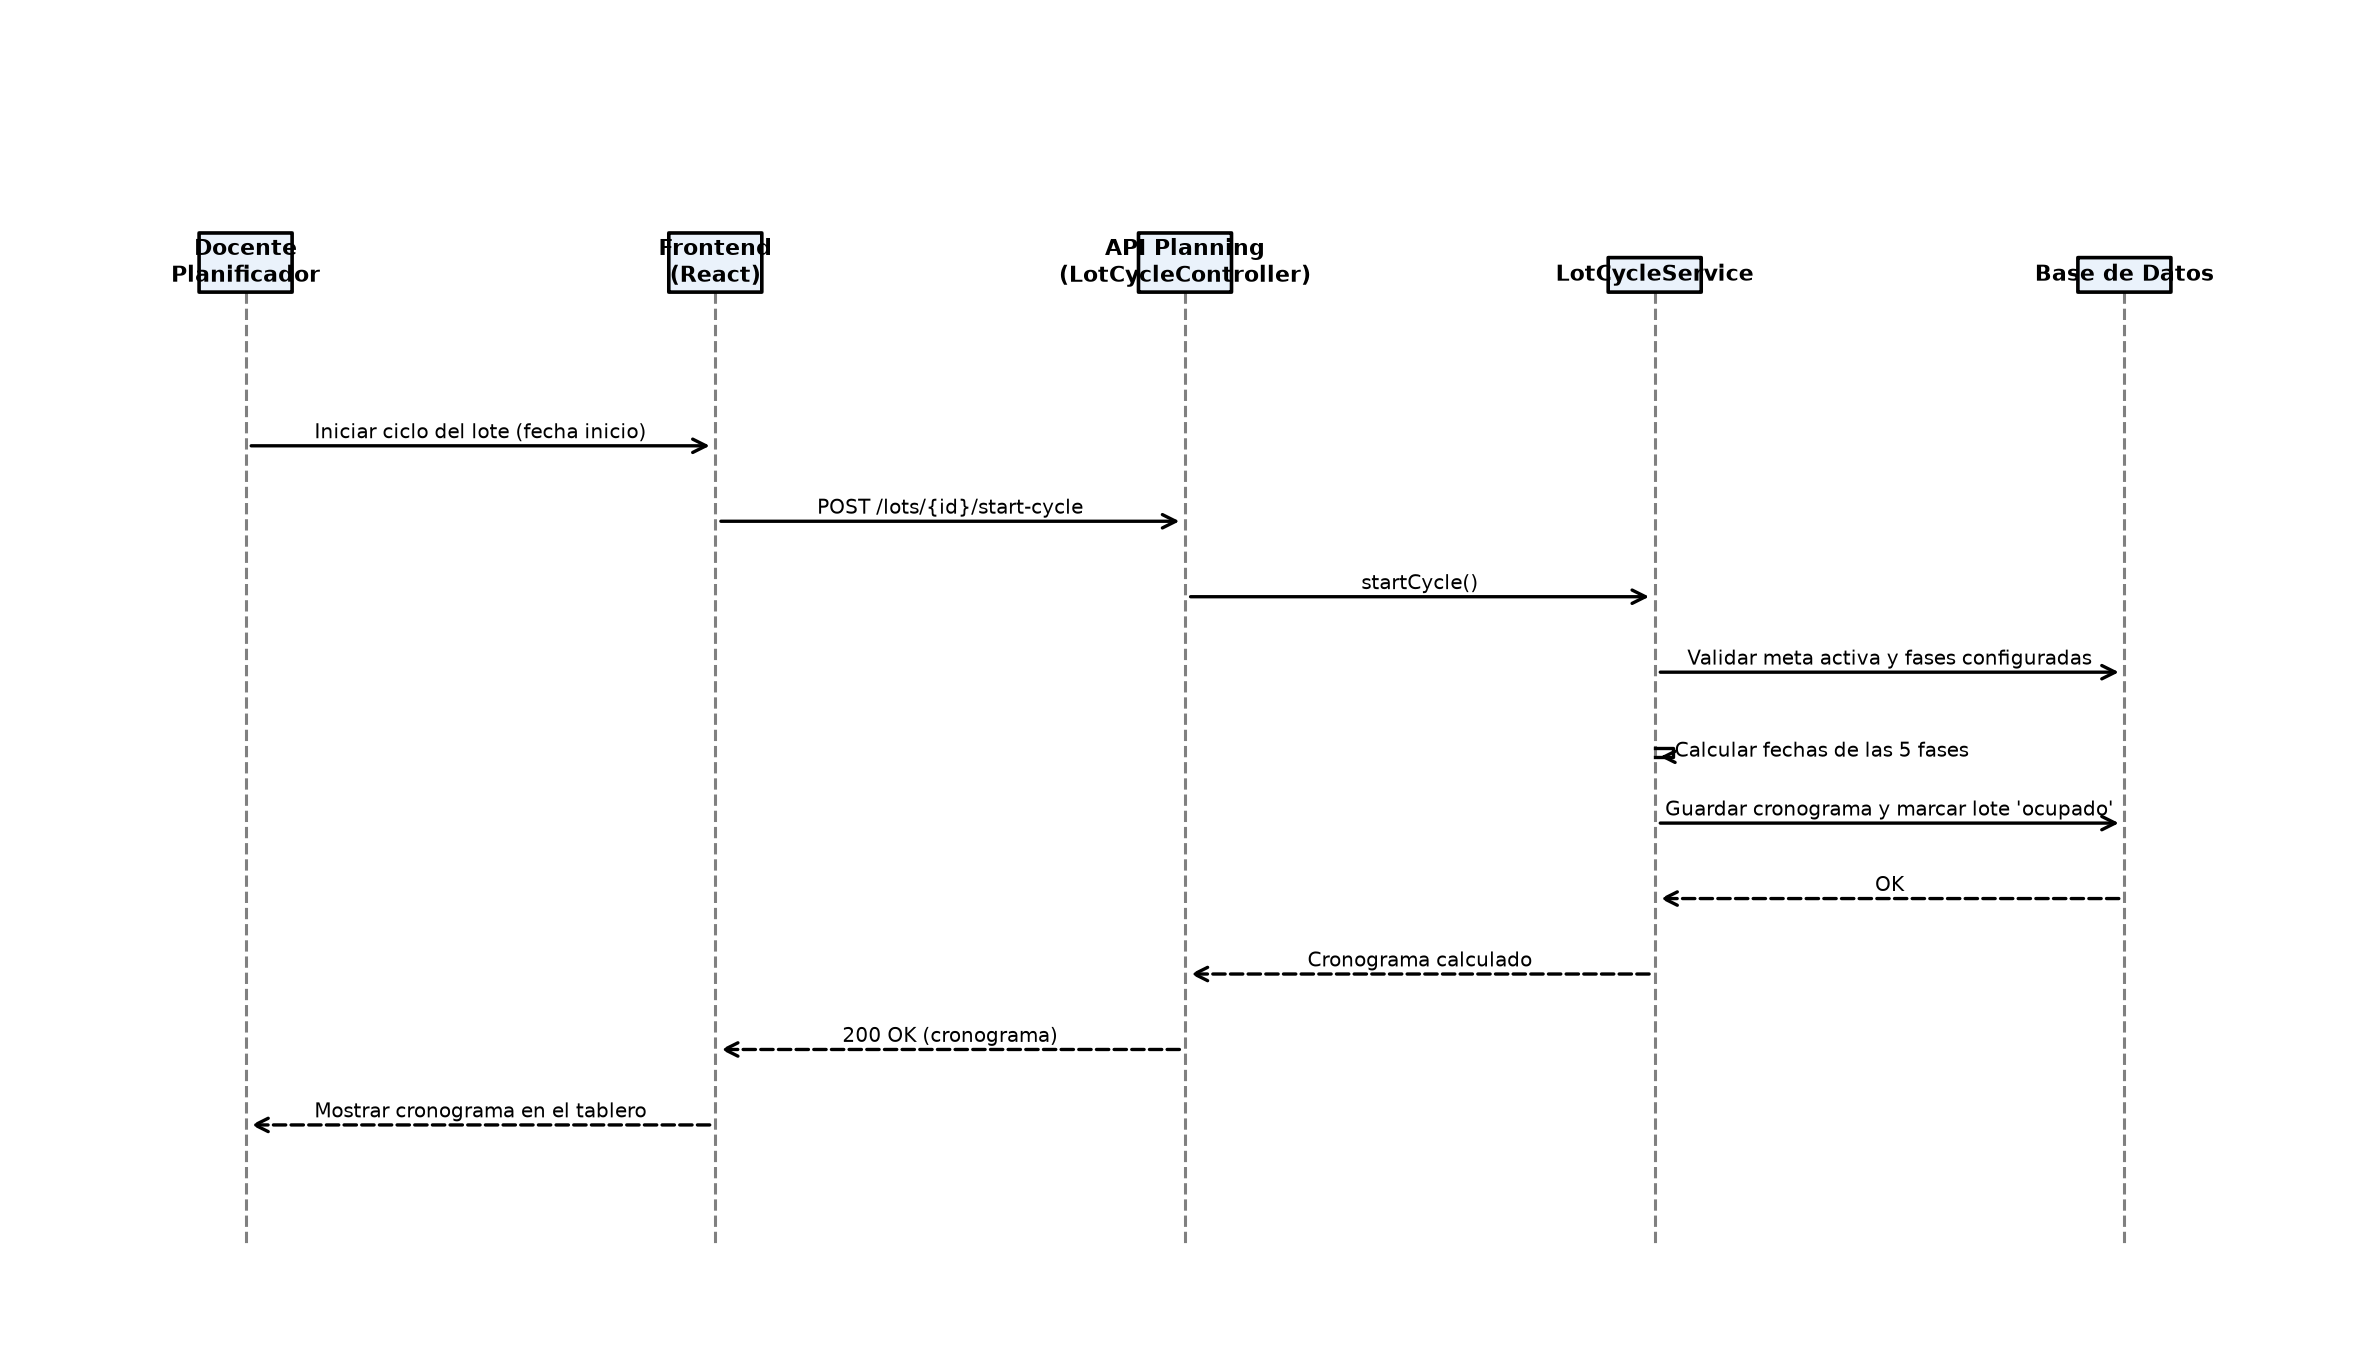 Docente
Planificador
Frontend
(React)
API Planning
(LotCycleController)
LotCycleService
Base de Datos
Iniciar ciclo del lote (fecha inicio)
POST /lots/{id}/start-cycle
startCycle()
Validar meta activa y fases configuradas
Calcular fechas de las 5 fases
Guardar cronograma y marcar lote 'ocupado'
OK
Cronograma calculado
200 OK (cronograma)
Mostrar cronograma en el tablero